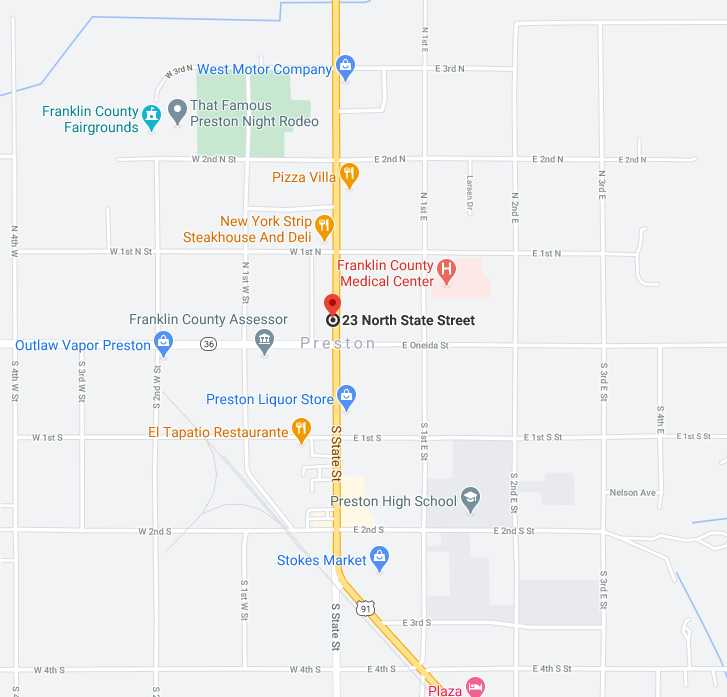 N 1st E
E 3rd N
W 3rd N
West Motor Company
Franklin County
Fairgrounds
That Famous
Preston Night Rodeo
W 2nd N St
E 2nd N
E 2nd N
E 2nd N
Pizza Villa
Larsen Dr
N 1st E
N 2nd E
N 3rd E
New York Strip
Steakhouse And Deli
N 4th W
W 1st N St
W 1st N
E 1st N
N 1st W St
Franklin County
Medical Center
Franklin County Assessor
23 North State Street
Outlaw Vapor Preston
36
Preston
E Oneida St
S 4th W St
S 3rd W St
S 2nd W St
S 3rd E St
Preston Liquor Store
S 4th E
El Tapatio Restaurante
W 1st S
E 1st S
E 1st S St
E 1st S St
S State St
S 1st E St
S 2nd E St
Preston High School
Nelson Ave
W 2nd S
E 2nd S
E 2nd S St
Stokes Market
S 1st W St
S State St
91
S 3rd E St
E 3rd S
W 4th S
W 4th S
E 4th S
E 4th S St
Plaza